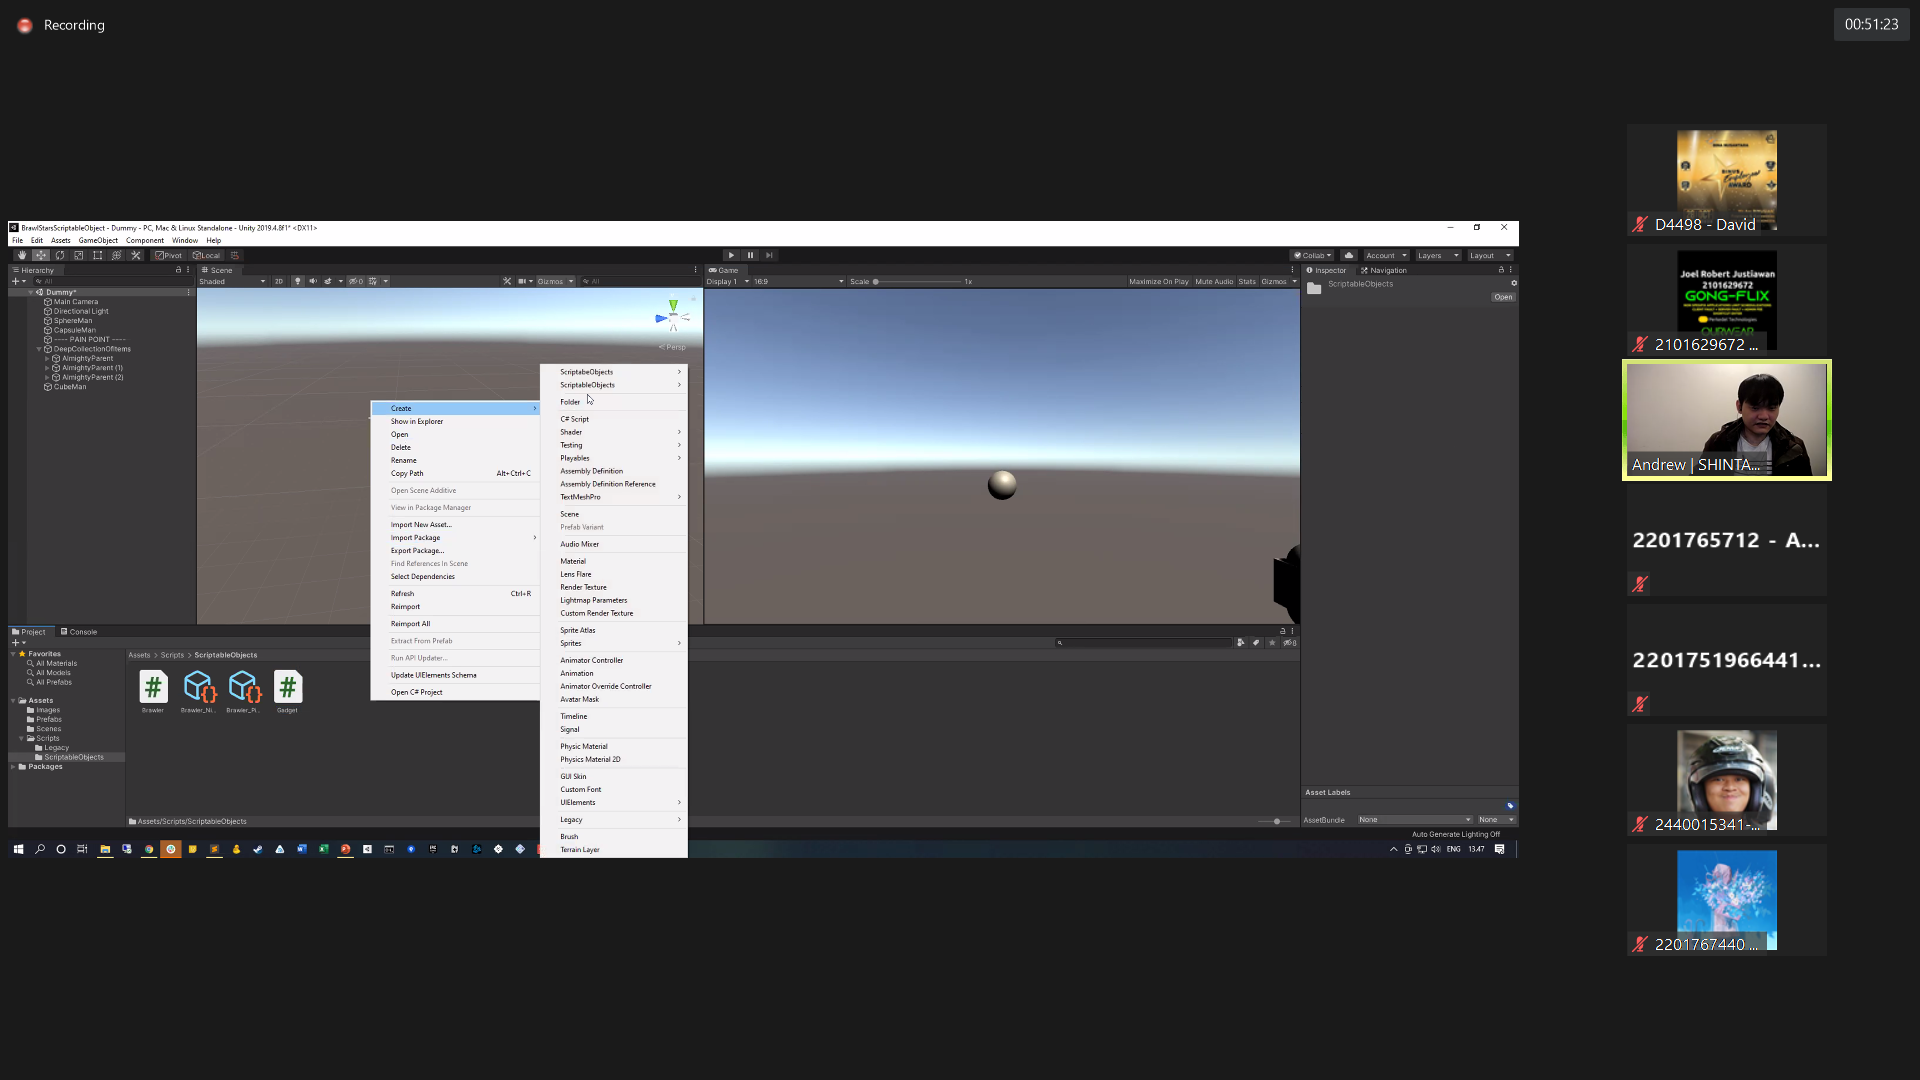 Recording
00:51:23
BrawlStarsScriptableObject - Dummy - PC, Mac & Linux Standalone - Unity 2019.4.8f1* <DX11>
File Edit Assets GameObject Component Window Help
Pivot Local
Collab Account Layers Layout
Hierarchy
All
Dummy*
Main Camera
Directional Light
SphereMan
CapsuleMan
---- PAIN POINT ----
DeepCollectionOfItems
AlmightyParent
AlmightyParent (1)
AlmightyParent (2)
CubeMan
Scene
Shaded 2D Gizmos All
< Persp
Game
Display 1 16:9 Scale 1x Maximize On Play Mute Audio Stats Gizmos
Inspector Navigation
ScriptableObjects
Open
Create
Show in Explorer
Open
Delete
Rename
Copy Path Alt+Ctrl+C
Open Scene Additive
View in Package Manager
Import New Asset...
Import Package
Export Package...
Find References In Scene
Select Dependencies
Refresh Ctrl+R
Reimport
Reimport All
Extract From Prefab
Run API Updater...
Update UIElements Schema
Open C# Project
ScriptabeObjects
ScriptableObjects
Folder
C# Script
Shader
Testing
Playables
Assembly Definition
Assembly Definition Reference
TextMeshPro
Scene
Prefab Variant
Audio Mixer
Material
Lens Flare
Render Texture
Lightmap Parameters
Custom Render Texture
Sprite Atlas
Sprites
Animator Controller
Animation
Animator Override Controller
Avatar Mask
Timeline
Signal
Physic Material
Physics Material 2D
GUI Skin
Custom Font
UIElements
Legacy
Brush
Terrain Layer
Project Console
Favorites
All Materials
All Models
All Prefabs
Assets
Images
Prefabs
Scenes
Scripts
Legacy
ScriptableObjects
Packages
Assets > Scripts > ScriptableObjects
Brawler Brawler_Ni... Brawler_Pi... Gadget
Assets/Scripts/ScriptableObjects
Asset Labels
AssetBundle None None
Auto Generate Lighting Off
ENG 13.47
BINUS
Employee
AWARD
D4498 - David
Joel Robert Justiawan
2101629672
GONG-FLIX
OURWEAR
2101629672 ...
Andrew | SHINTA...
2201765712 - A...
2201751966441...
2440015341-...
2201767440 ...